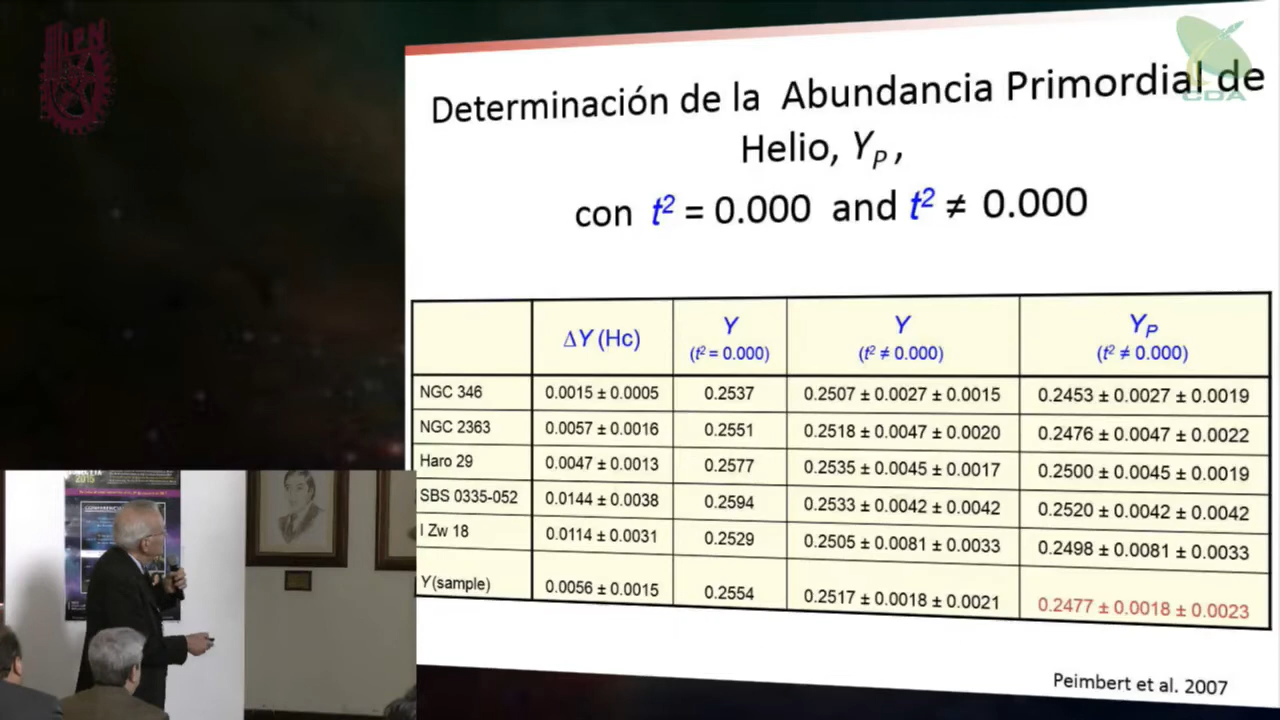 IPN
CDA
Determinación de la Abundancia Primordial de
Helio, Y_P ,
con t² = 0.000 and t² ≠ 0.000
ΔY (Hc) Y Y Y_P
(t² = 0.000) (t² ≠ 0.000) (t² ≠ 0.000)
NGC 346 0.0015 ± 0.0005 0.2537 0.2507 ± 0.0027 ± 0.0015 0.2453 ± 0.0027 ± 0.0019
NGC 2363 0.0057 ± 0.0016 0.2551 0.2518 ± 0.0047 ± 0.0020 0.2476 ± 0.0047 ± 0.0022
Haro 29 0.0047 ± 0.0013 0.2577 0.2535 ± 0.0045 ± 0.0017 0.2500 ± 0.0045 ± 0.0019
SBS 0335-052 0.0144 ± 0.0038 0.2594 0.2533 ± 0.0042 ± 0.0042 0.2520 ± 0.0042 ± 0.0042
I Zw 18 0.0114 ± 0.0031 0.2529 0.2505 ± 0.0081 ± 0.0033 0.2498 ± 0.0081 ± 0.0033
Y(sample) 0.0056 ± 0.0015 0.2554 0.2517 ± 0.0018 ± 0.0021 0.2477 ± 0.0018 ± 0.0023
Peimbert et al. 2007
2015